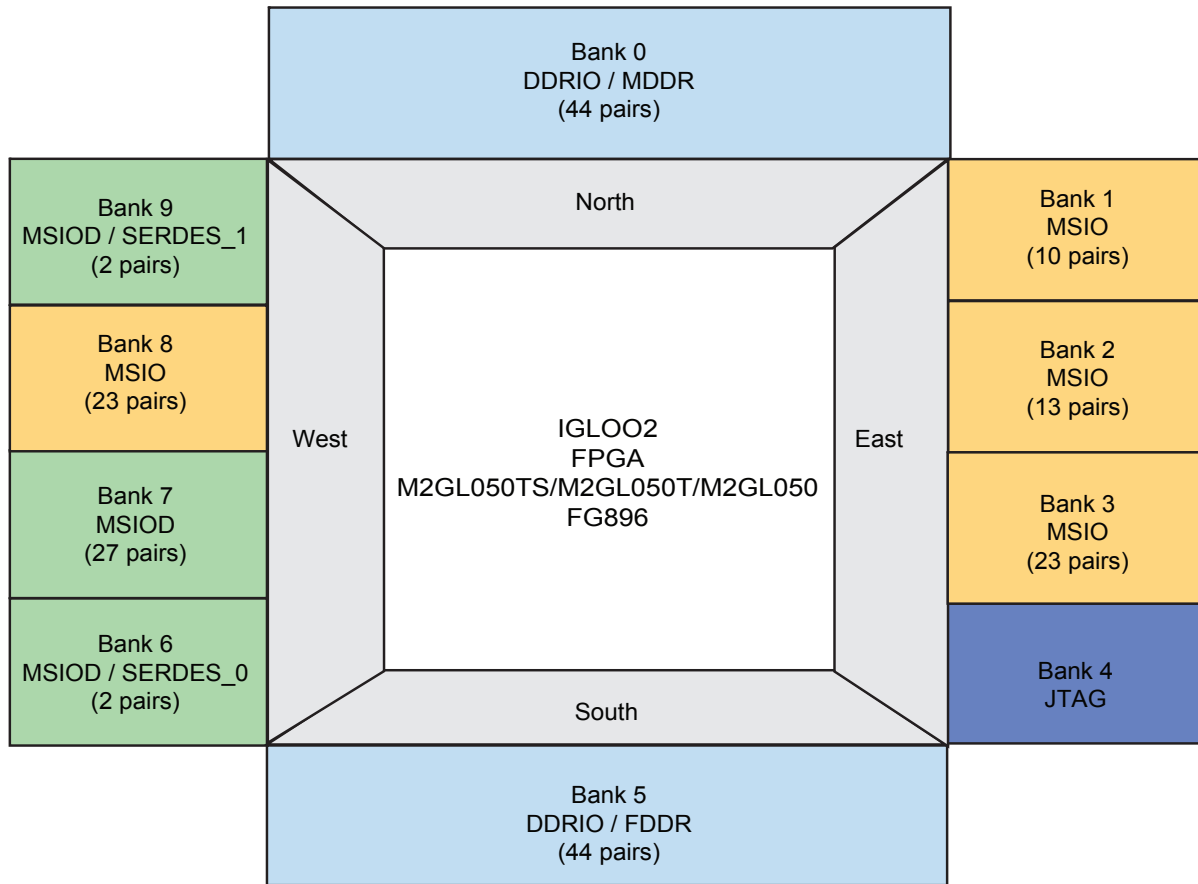 Bank 0
DDRIO / MDDR
(44 pairs)
North
Bank 9
MSIOD / SERDES_1
(2 pairs)
Bank 8
MSIO
(23 pairs)
Bank 7
MSIOD
(27 pairs)
Bank 6
MSIOD / SERDES_0
(2 pairs)
West
IGLOO2
FPGA
M2GL050TS/M2GL050T/M2GL050
FG896
East
Bank 1
MSIO
(10 pairs)
Bank 2
MSIO
(13 pairs)
Bank 3
MSIO
(23 pairs)
Bank 4
JTAG
South
Bank 5
DDRIO / FDDR
(44 pairs)